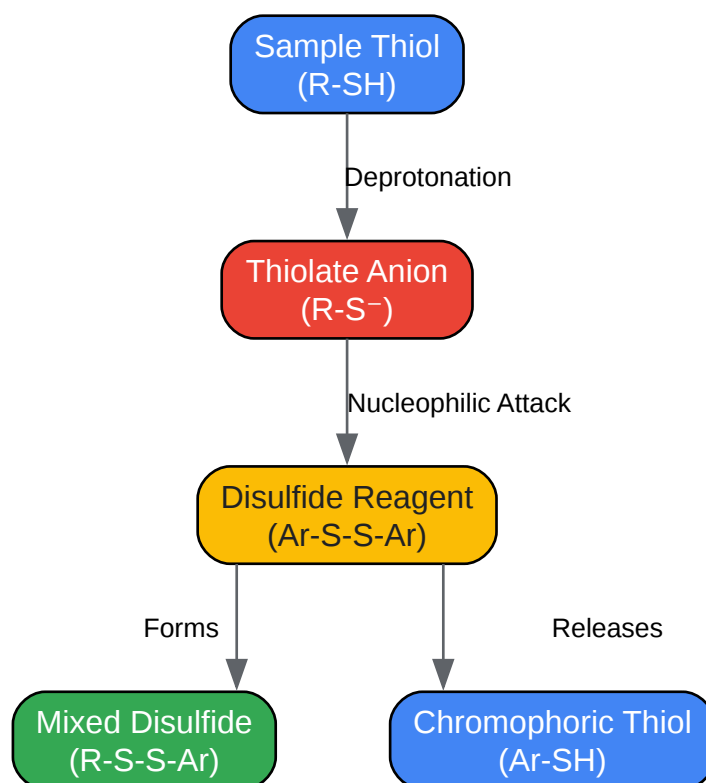 Sample Thiol
(R-SH)
Deprotonation
Thiolate Anion
(R-S⁻)
Nucleophilic Attack
Disulfide Reagent
(Ar-S-S-Ar)
Forms
Releases
Mixed Disulfide
(R-S-S-Ar)
Chromophoric Thiol
(Ar-SH)